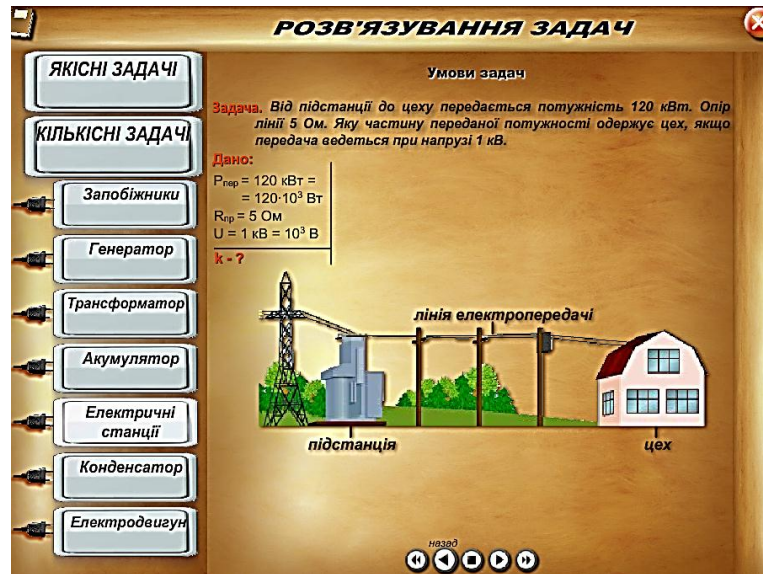 РОЗВ'ЯЗУВАННЯ ЗАДАЧ
ЯКІСНІ ЗАДАЧІ
КІЛЬКІСНІ ЗАДАЧІ
Запобіжники
Генератор
Трансформатор
Акумулятор
Електричні
станції
Конденсатор
Електродвигун
Умови задач
Задача. Від підстанції до цеху передається потужність 120 кВт. Опір
лінії 5 Ом. Яку частину переданої потужності одержує цех, якщо
передача ведеться при напрузі 1 кВ.
Дано:
Pпер = 120 кВт =
= 120·10³ Вт
Rпр = 5 Ом
U = 1 кВ = 10³ В
k - ?
лінія електропередачі
підстанція
цех
назад